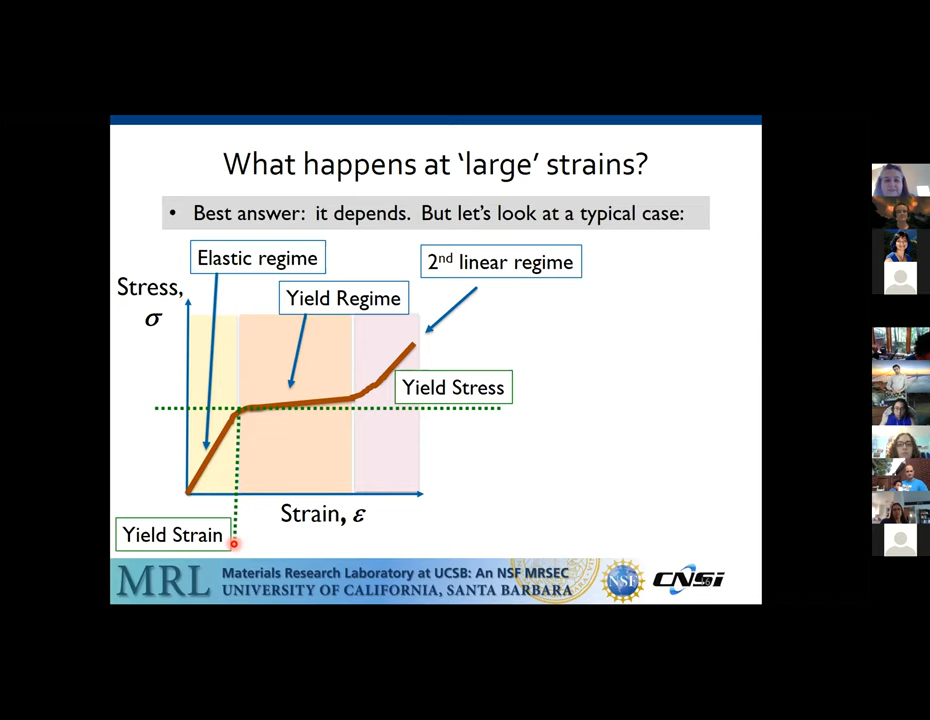 What happens at ‘large’ strains?
• Best answer: it depends. But let’s look at a typical case:
Elastic regime
2nd linear regime
Stress,
σ
Yield Regime
Yield Stress
Strain, ε
Yield Strain
MRL
Materials Research Laboratory at UCSB: An NSF MRSEC
UNIVERSITY OF CALIFORNIA, SANTA BARBARA
NSF
CNSi